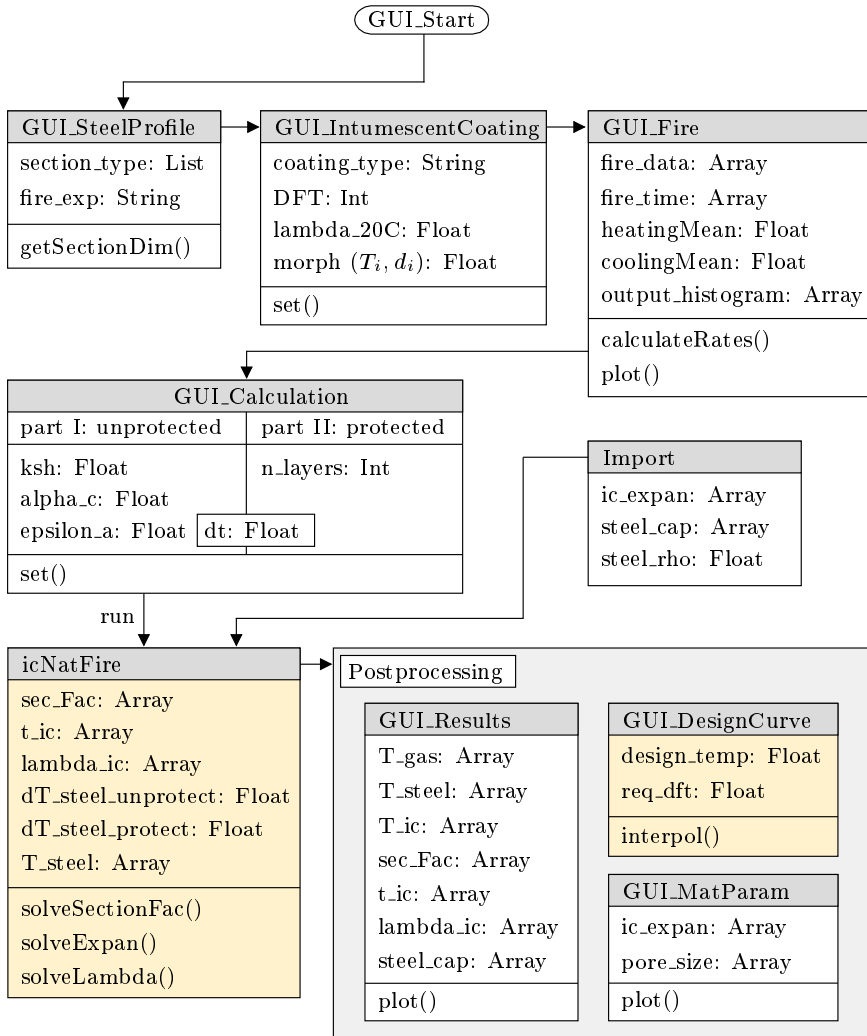 GUI_Start
GUI_SteelProfile
section_type: List
fire_exp: String
getSectionDim()
GUI_IntumescentCoating
coating_type: String
DFT: Int
lambda_20C: Float
morph (T_i, d_i): Float
set()
GUI_Fire
fire_data: Array
fire_time: Array
heatingMean: Float
coolingMean: Float
output_histogram: Array
calculateRates()
plot()
GUI_Calculation
part I: unprotected
part II: protected
ksh: Float
n_layers: Int
alpha_c: Float
epsilon_a: Float
dt: Float
set()
Import
ic_expan: Array
steel_cap: Array
steel_rho: Float
run
icNatFire
sec_Fac: Array
t_ic: Array
lambda_ic: Array
dT_steel_unprotect: Float
dT_steel_protect: Float
T_steel: Array
solveSectionFac()
solveExpan()
solveLambda()
Postprocessing
GUI_Results
T_gas: Array
T_steel: Array
T_ic: Array
sec_Fac: Array
t_ic: Array
lambda_ic: Array
steel_cap: Array
plot()
GUI_DesignCurve
design_temp: Float
req_dft: Float
interpol()
GUI_MatParam
ic_expan: Array
pore_size: Array
plot()